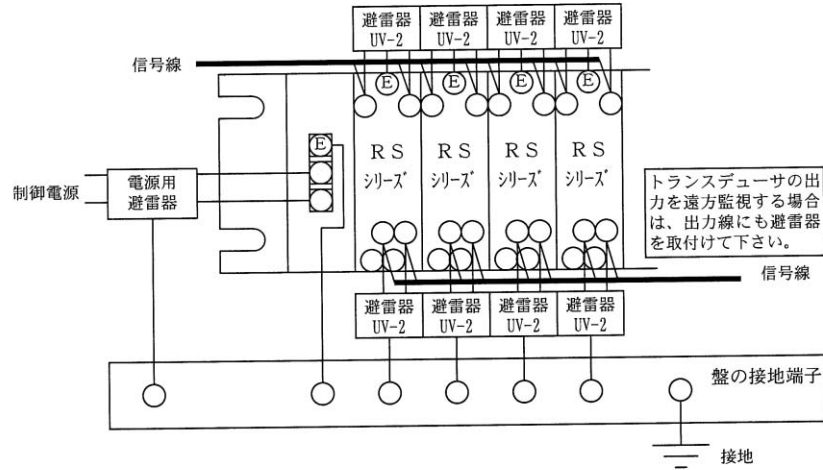 避雷器 避雷器 避雷器 避雷器
UV-2 UV-2 UV-2 UV-2
信号線
E E E E
E
RS RS RS RS
シリーズ シリーズ シリーズ シリーズ
制御電源
電源用
避雷器
トランスデューサの出
力を遠方監視する場合
は、出力線にも避雷器
を取付けて下さい。
信号線
避雷器 避雷器 避雷器 避雷器
UV-2 UV-2 UV-2 UV-2
盤の接地端子
接地